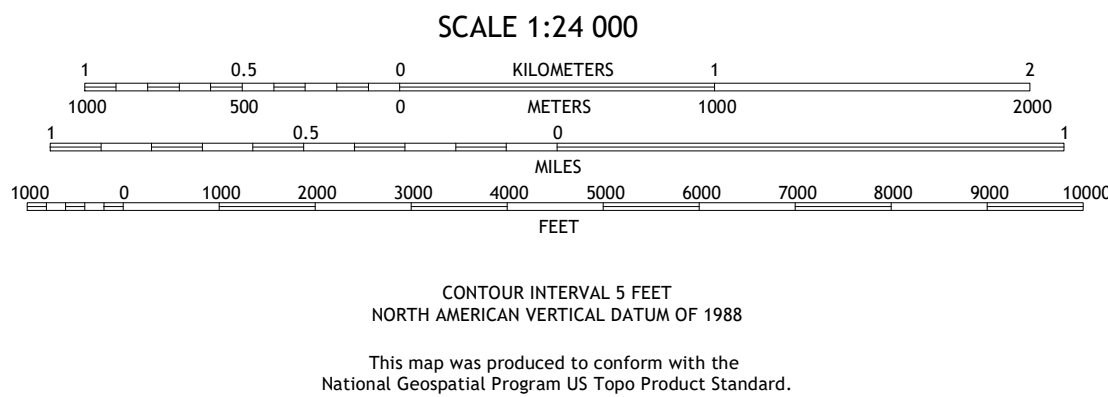 SCALE 1:24 000
1 0.5 0 KILOMETERS 1 2
1000 500 0 METERS 1000 2000
1 0.5 0 1
MILES
1000 0 1000 2000 3000 4000 5000 6000 7000 8000 9000 10000
FEET
CONTOUR INTERVAL 5 FEET
NORTH AMERICAN VERTICAL DATUM OF 1988
This map was produced to conform with the
National Geospatial Program US Topo Product Standard.